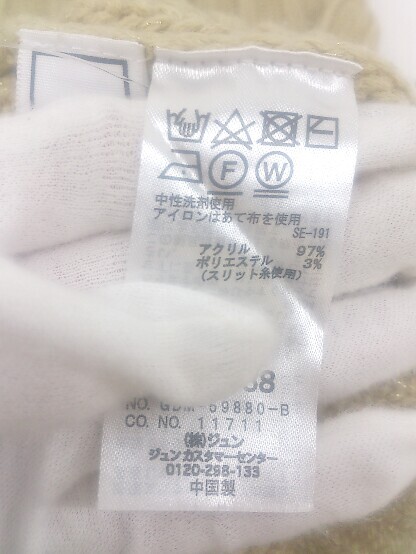 F W
中性洗剤使用
アイロンはあて布を使用
SE-191
アクリル 97%
ポリエステル 3%
(スリット糸使用)
38
NO. GDM-59880-B
CO. NO. 11711
(株)ジュン
ジュンカスタマーセンター
0120-298-133
中国製